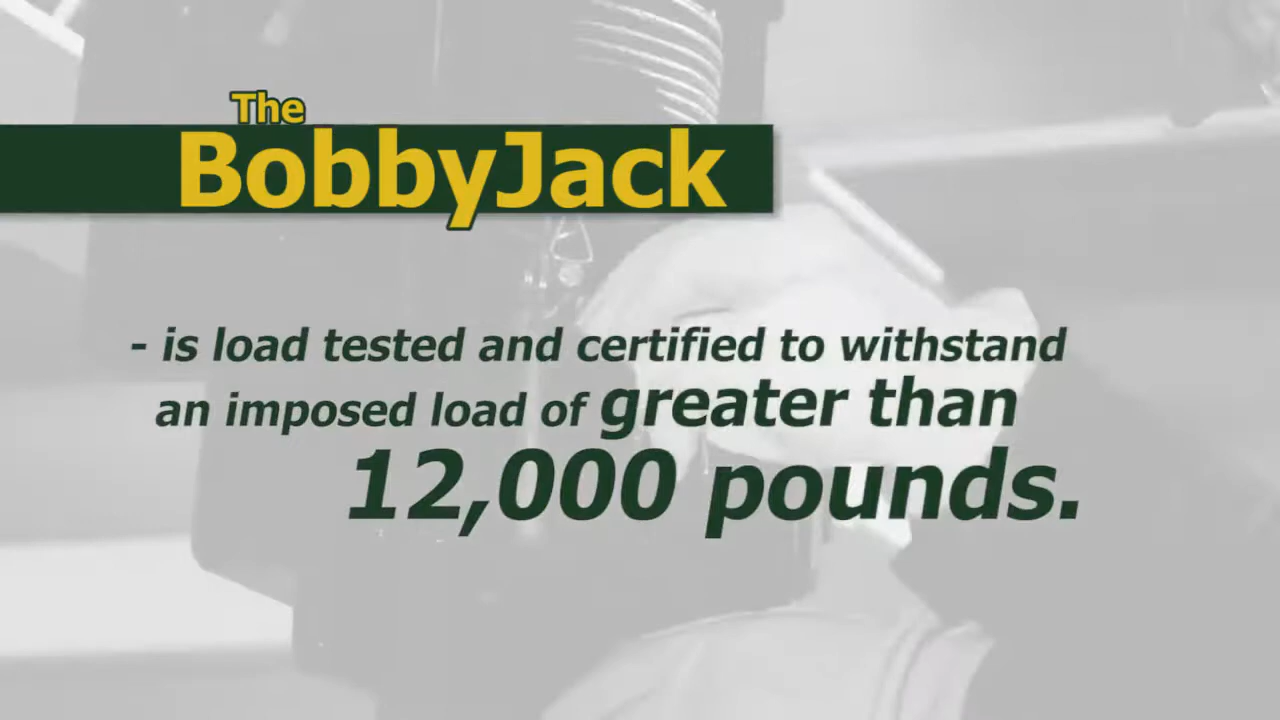 The
BobbyJack
- is load tested and certified to withstand
an imposed load of greater than
12,000 pounds.